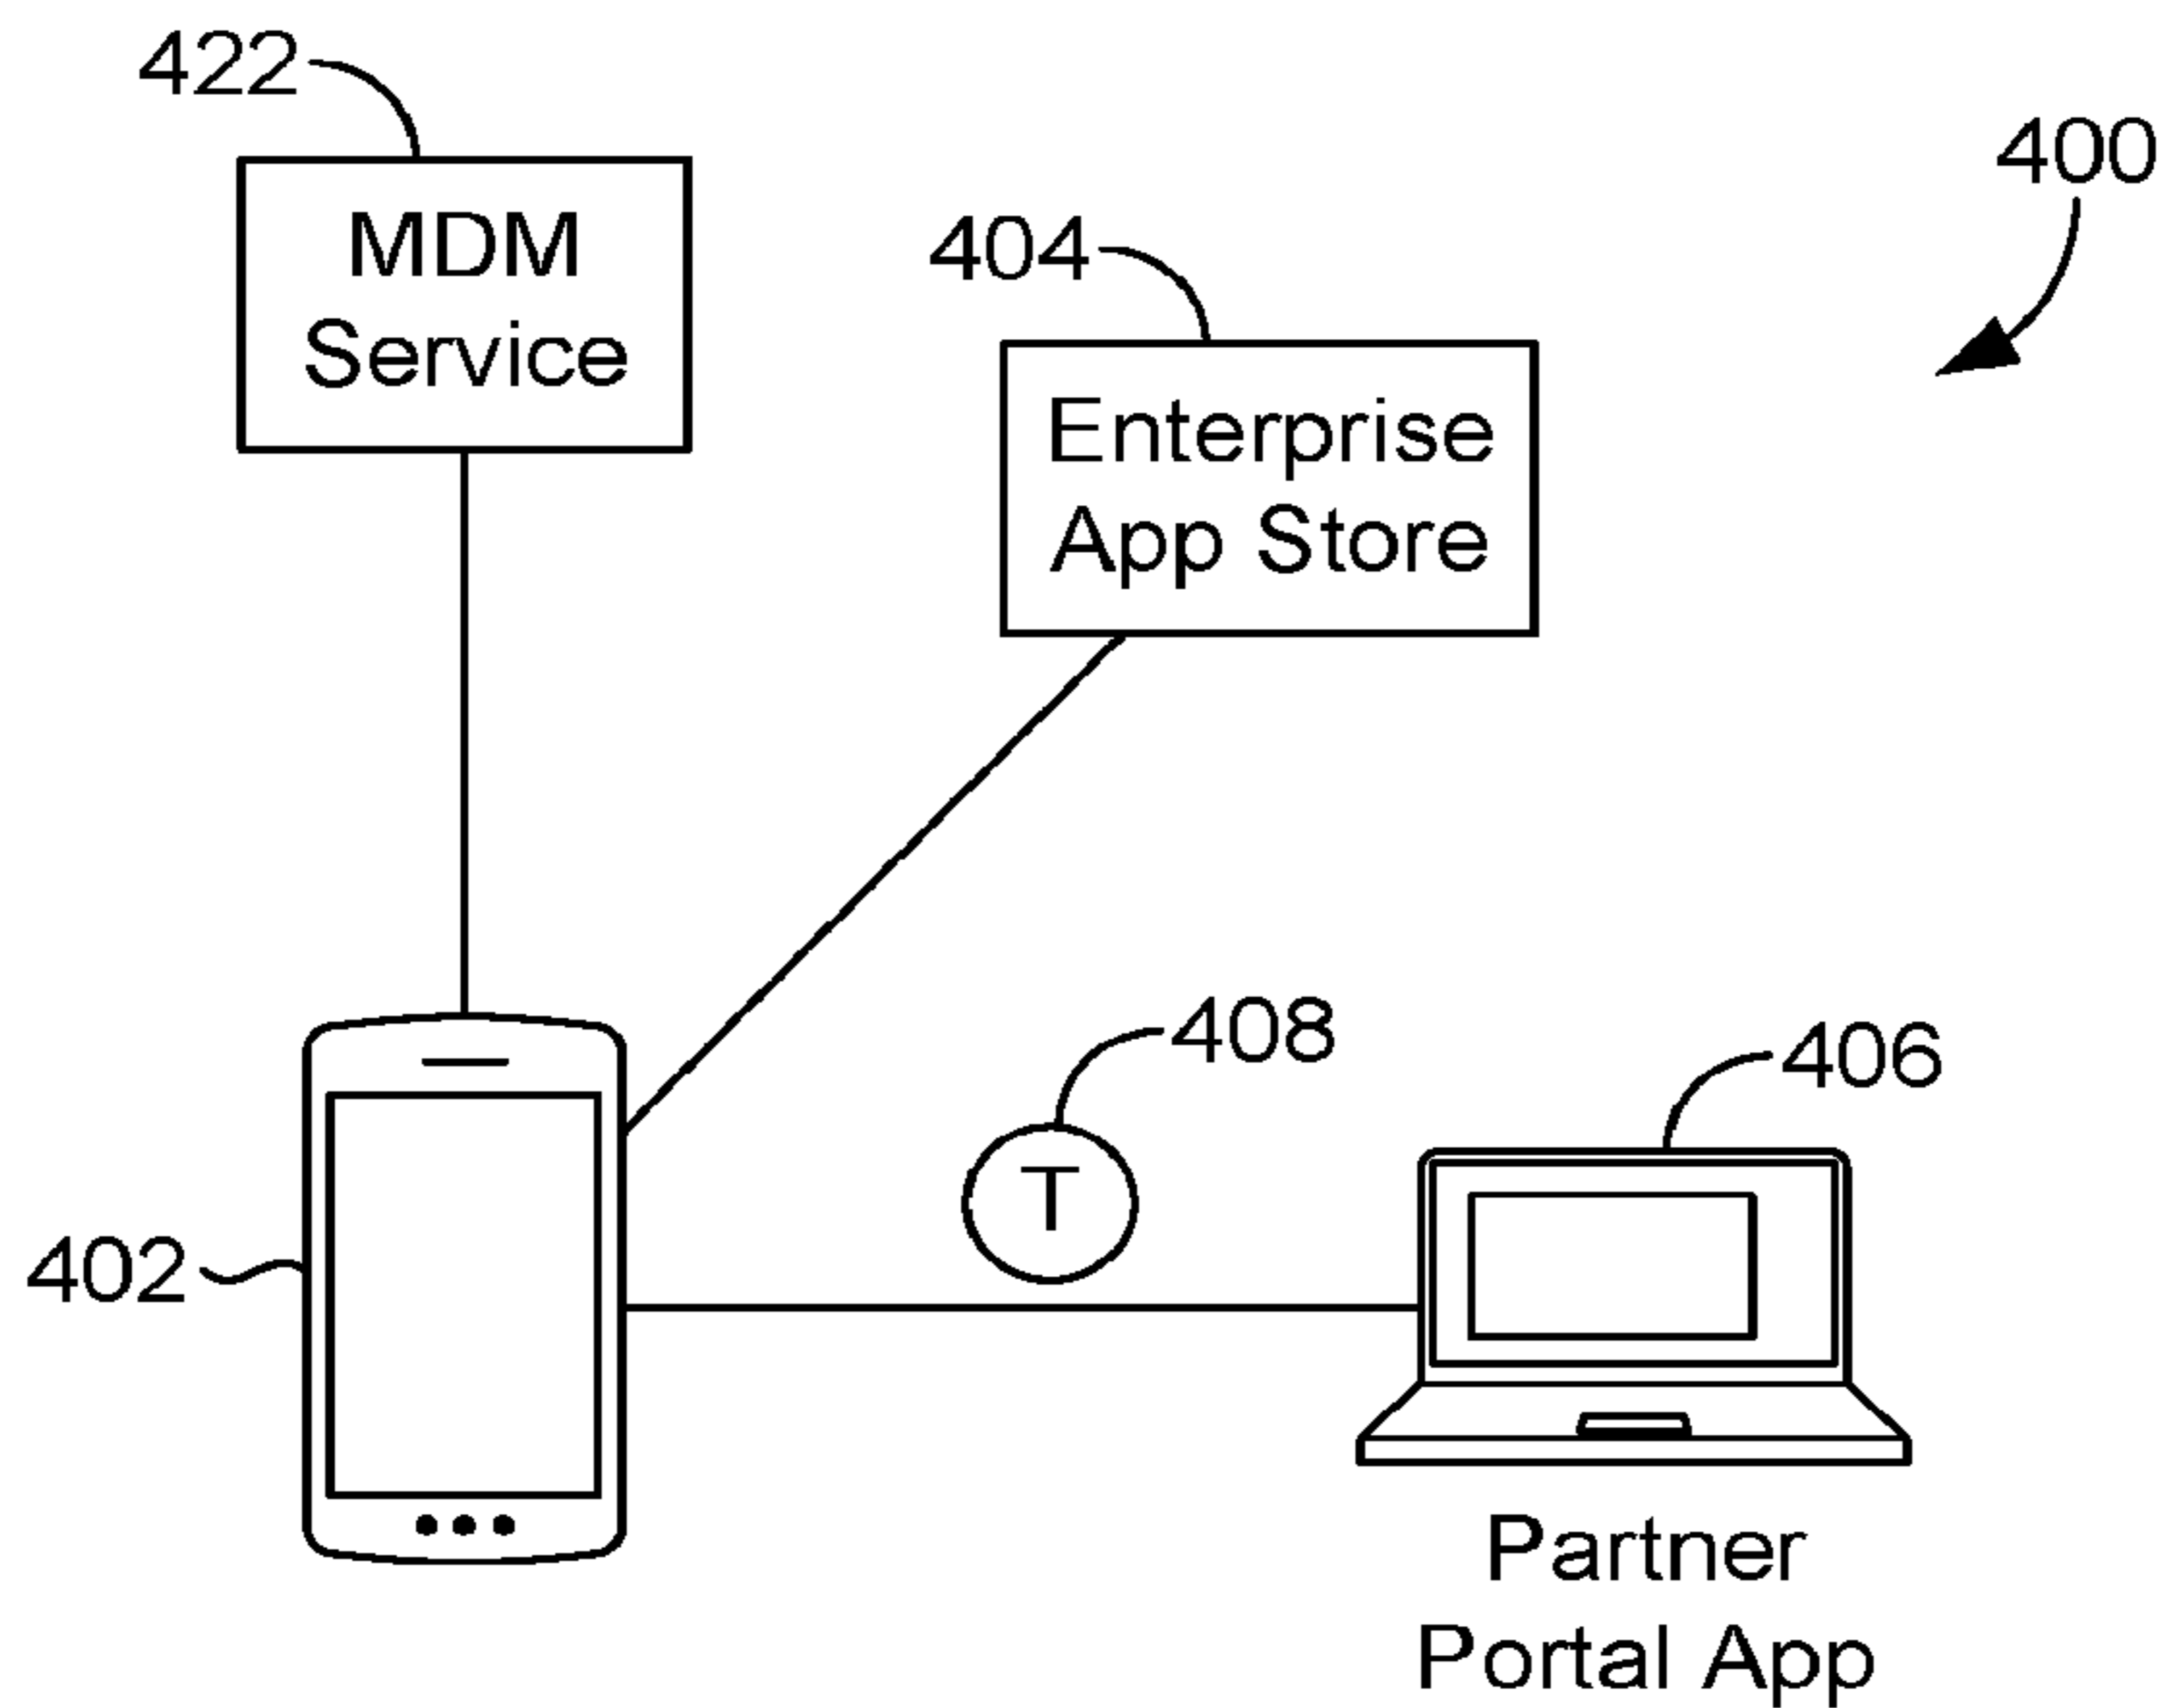 422
MDM
Service
400
404
Enterprise
App Store
408
406
T
402
Partner
Portal App